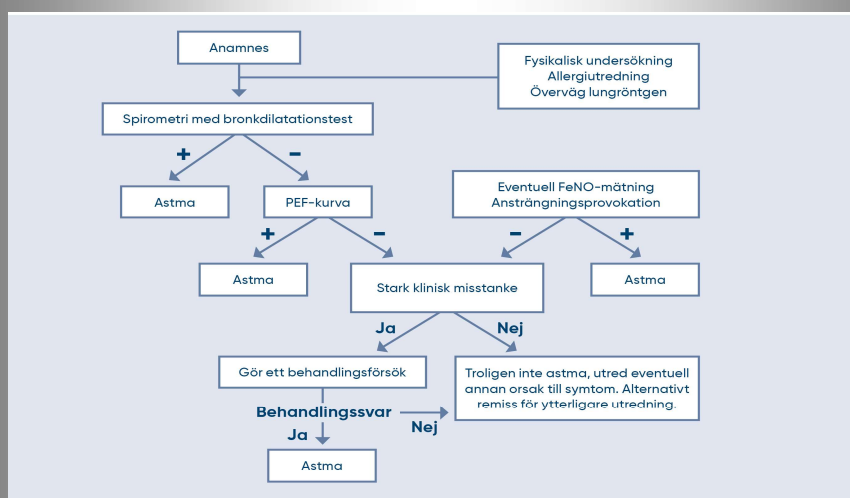 Anamnes
Fysikalisk undersökning
Allergiutredning
Överväg lungröntgen
Spirometri med bronkdilatationstest
+
–
Astma
PEF-kurva
Eventuell FeNO-mätning
Ansträngningsprovokation
+
–
–
+
Astma
Stark klinisk misstanke
Astma
Ja
Nej
Gör ett behandlingsförsök
Troligen inte astma, utred eventuell
annan orsak till symtom. Alternativt
remiss för ytterligare utredning.
Behandlingssvar
Nej
Ja
Astma